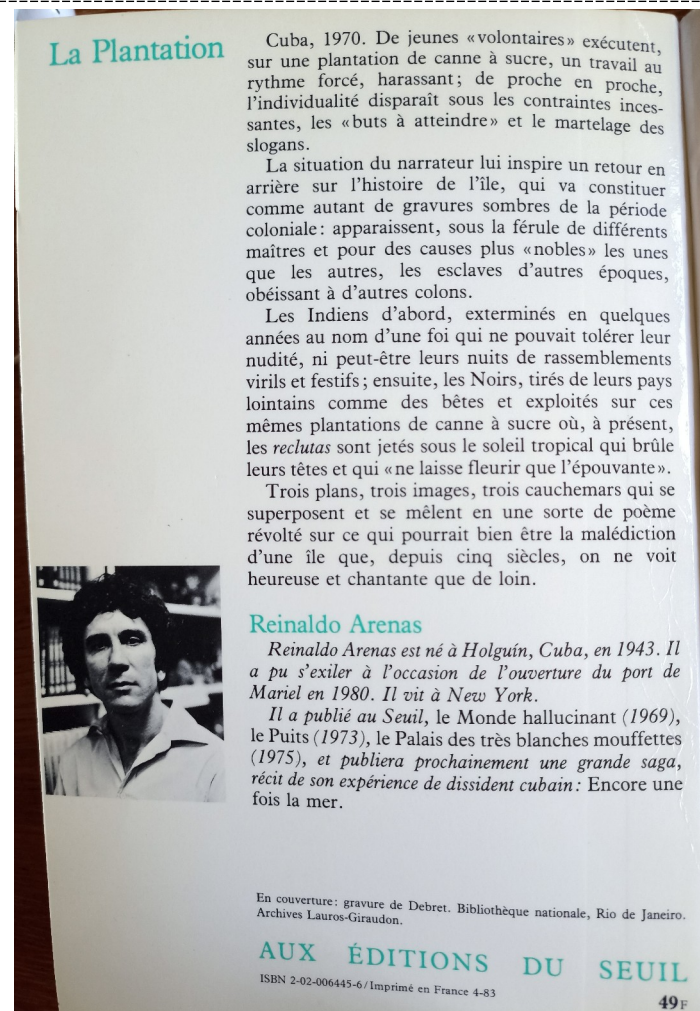 La Plantation
Cuba, 1970. De jeunes «volontaires» exécutent,
sur une plantation de canne à sucre, un travail au
rythme forcé, harassant; de proche en proche,
l'individualité disparaît sous les contraintes inces-
santes, les «buts à atteindre» et le martelage des
slogans.
La situation du narrateur lui inspire un retour en
arrière sur l'histoire de l'île, qui va constituer
comme autant de gravures sombres de la période
coloniale: apparaissent, sous la férule de différents
maîtres et pour des causes plus «nobles» les unes
que les autres, les esclaves d'autres époques,
obéissant à d'autres colons.
Les Indiens d'abord, exterminés en quelques
années au nom d'une foi qui ne pouvait tolérer leur
nudité, ni peut-être leurs nuits de rassemblements
virils et festifs; ensuite, les Noirs, tirés de leurs pays
lointains comme des bêtes et exploités sur ces
mêmes plantations de canne à sucre où, à présent,
les reclutas sont jetés sous le soleil tropical qui brûle
leurs têtes et qui «ne laisse fleurir que l'épouvante».
Trois plans, trois images, trois cauchemars qui se
superposent et se mêlent en une sorte de poème
révolté sur ce qui pourrait bien être la malédiction
d'une île que, depuis cinq siècles, on ne voit
heureuse et chantante que de loin.
Reinaldo Arenas
Reinaldo Arenas est né à Holguín, Cuba, en 1943. Il
a pu s'exiler à l'occasion de l'ouverture du port de
Mariel en 1980. Il vit à New York.
Il a publié au Seuil, le Monde hallucinant (1969),
le Puits (1973), le Palais des très blanches mouffettes
(1975), et publiera prochainement une grande saga,
récit de son expérience de dissident cubain: Encore une
fois la mer.
En couverture: gravure de Debret. Bibliothèque nationale, Rio de Janeiro.
Archives Lauros-Giraudon.
AUX ÉDITIONS DU SEUIL
ISBN 2-02-006445-6/Imprimé en France 4-83
49F